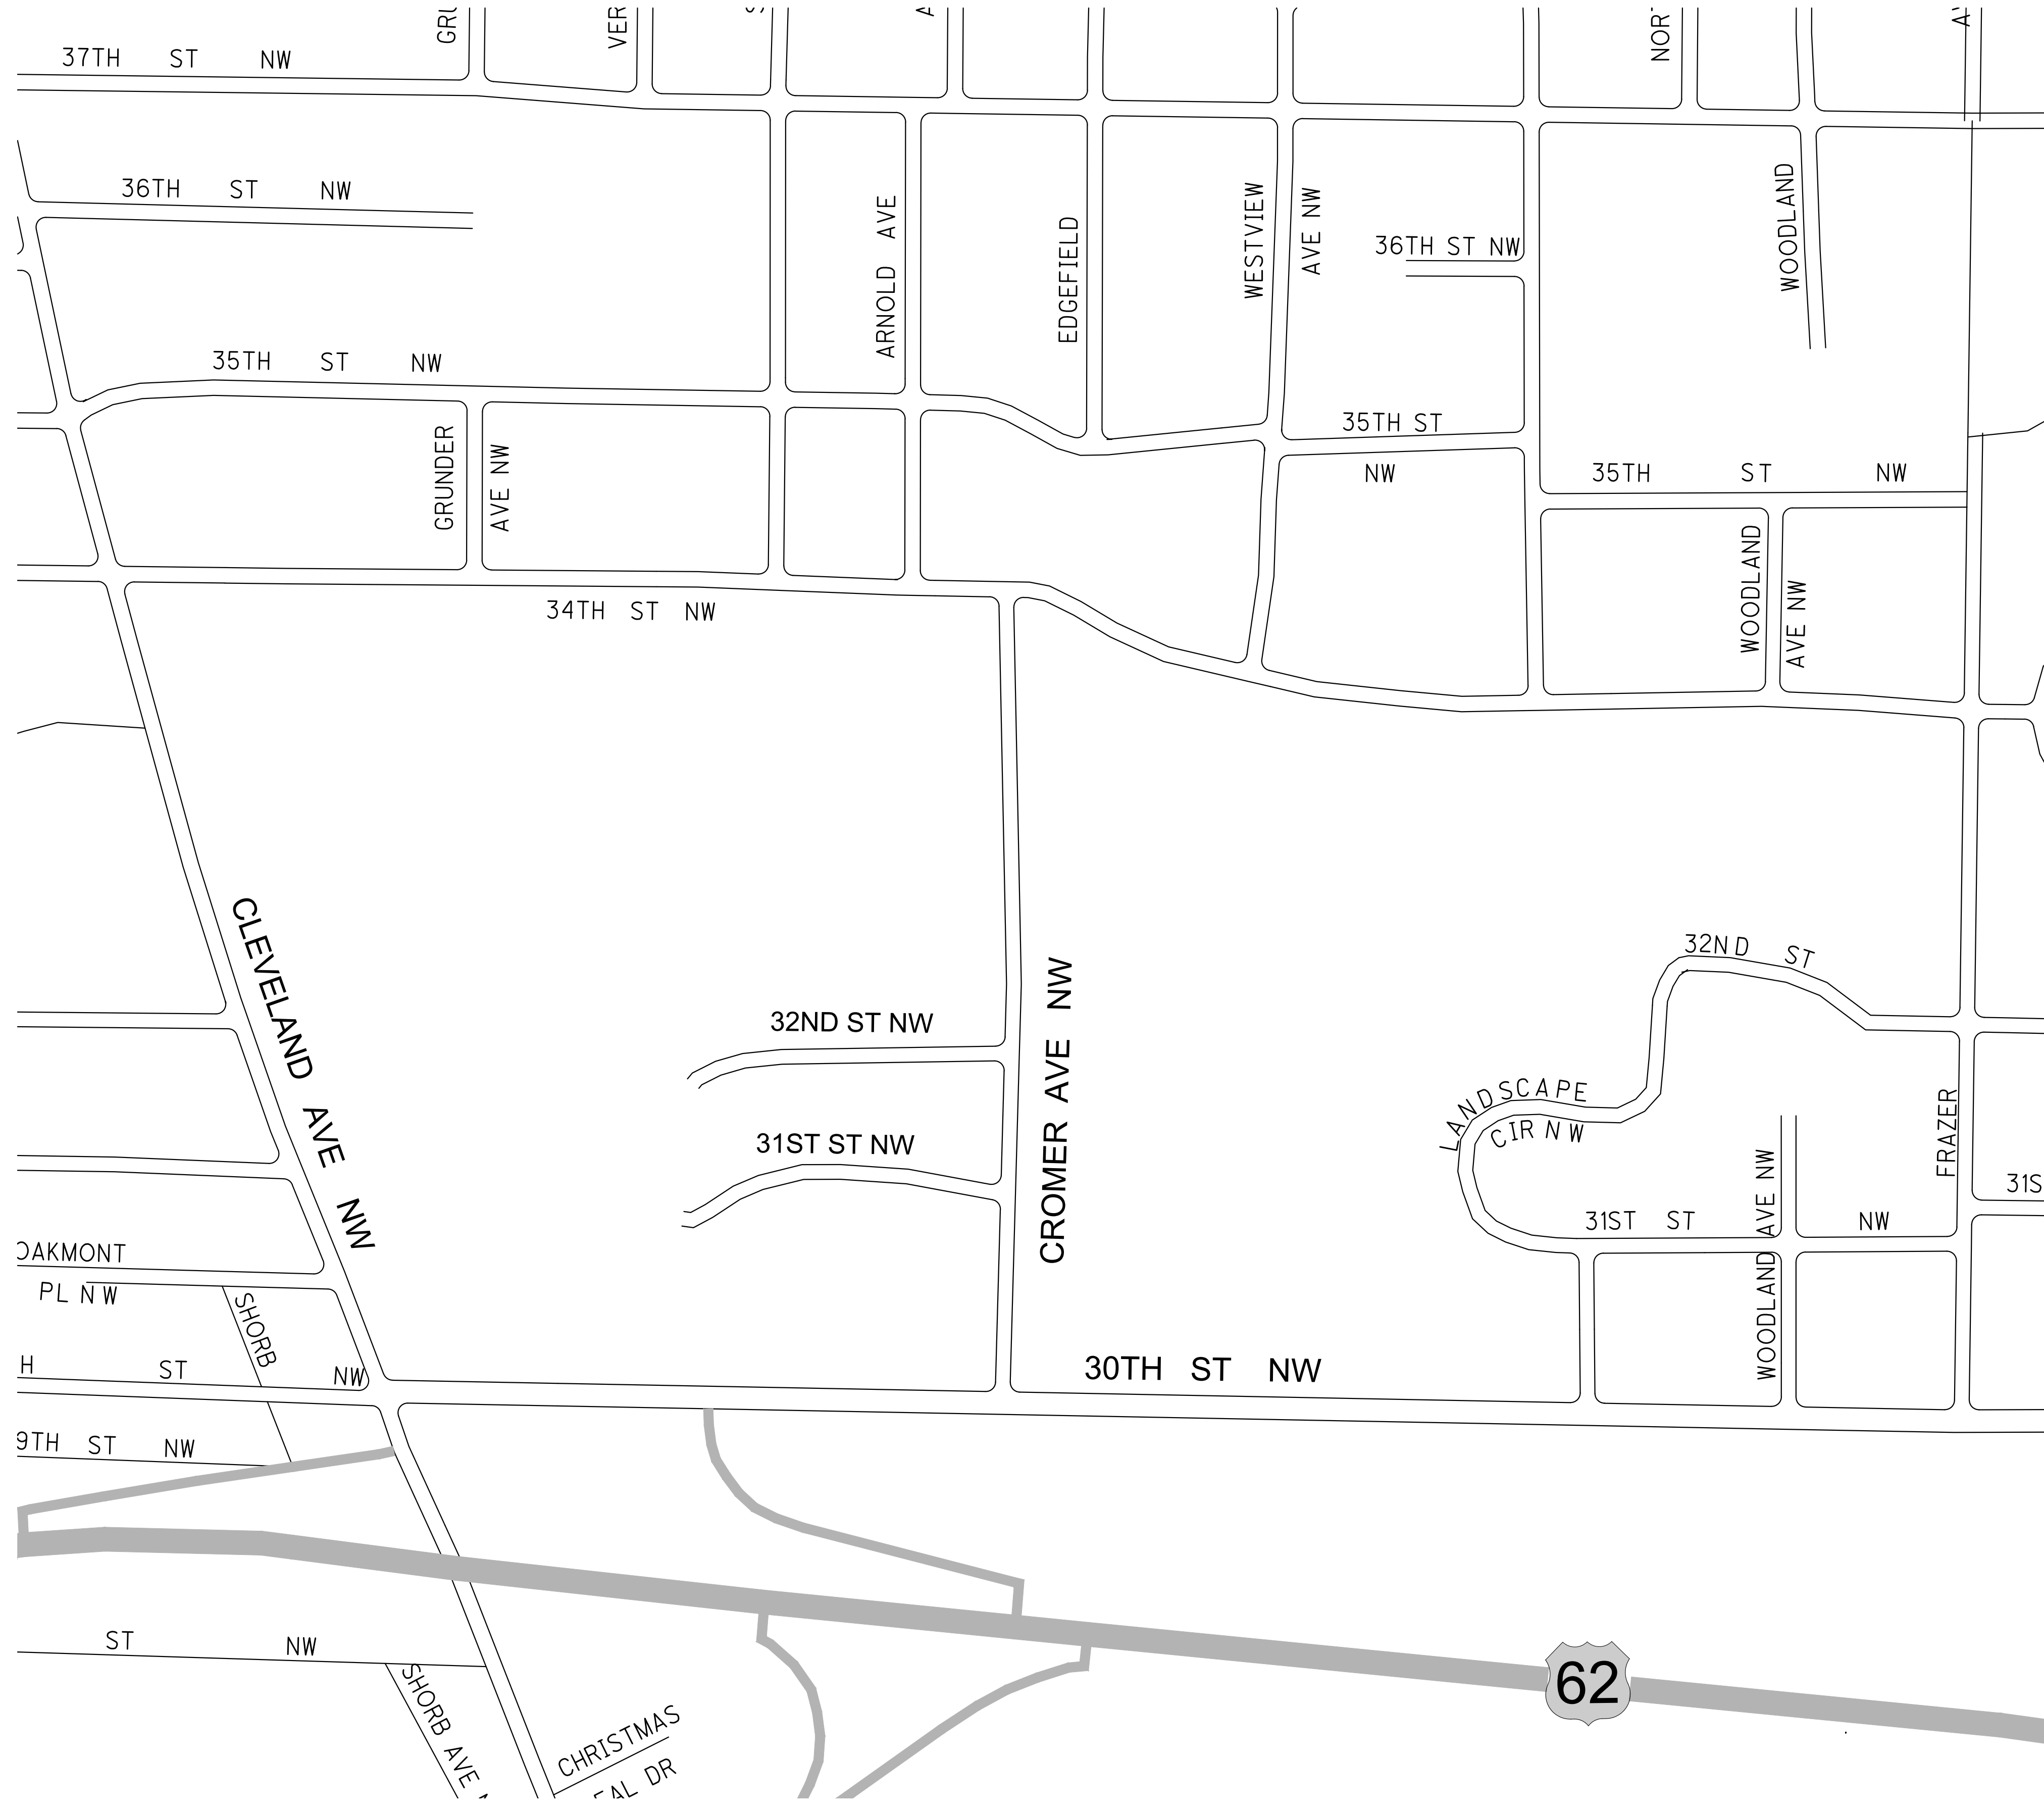 37TH ST NW
36TH ST NW
ARNOLD AVE
EDGEFIELD
WESTVIEW
AVE NW
36TH ST NW
WOODLAND
35TH ST NW
GRUNDER
AVE NW
35TH ST
NW
35TH ST NW
WOODLAND
AVE NW
34TH ST NW
CLEVELAND AVE NW
32ND ST NW
31ST ST NW
CROMER AVE NW
32ND ST
LANDSCAPE
CIR NW
FRAZER
31ST ST NW
WOODLAND AVE NW
OAKMONT
PL NW
SHORB
ST NW
30TH ST NW
ST NW
62
ST NW
SHORB AVE
CHRISTMAS
DR